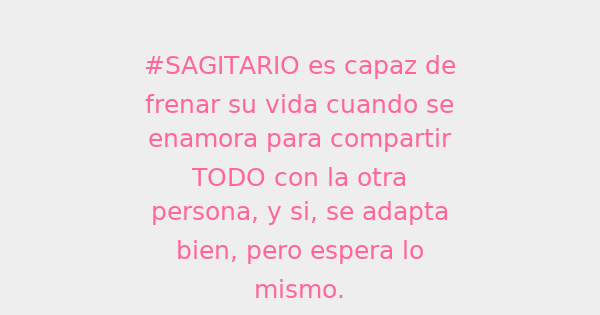 #SAGITARIO es capaz de
frenar su vida cuando se
enamora para compartir
TODO con la otra
persona, y si, se adapta
bien, pero espera lo
mismo.